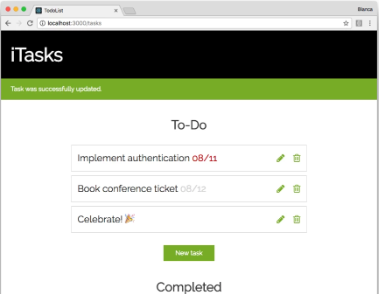 TodoList
Bianca
localhost:3000/tasks
iTasks
Task was successfully updated.
To-Do
Implement authentication 08/11
Book conference ticket 08/12
Celebrate! 🎉
New task
Completed